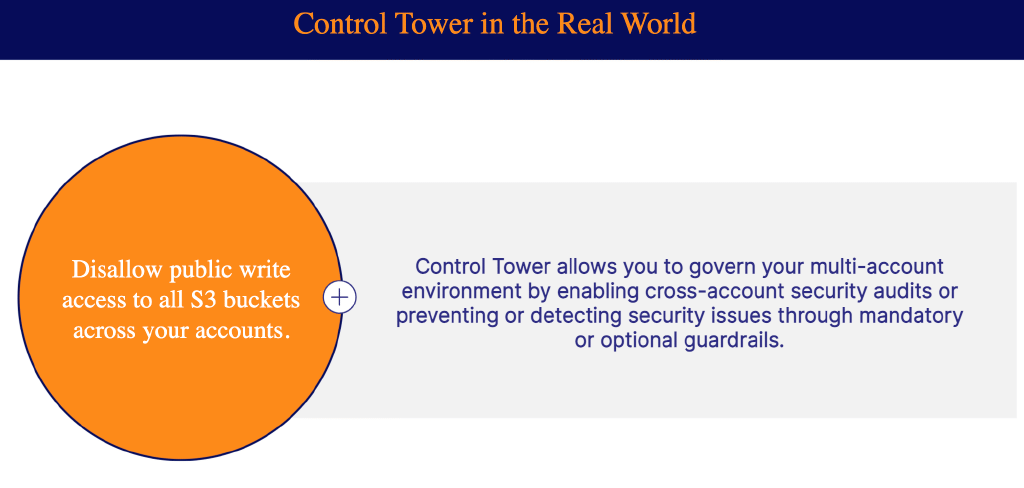 Control Tower in the Real World
Disallow public write
access to all S3 buckets
across your accounts.
Control Tower allows you to govern your multi-account
environment by enabling cross-account security audits or
preventing or detecting security issues through mandatory
or optional guardrails.